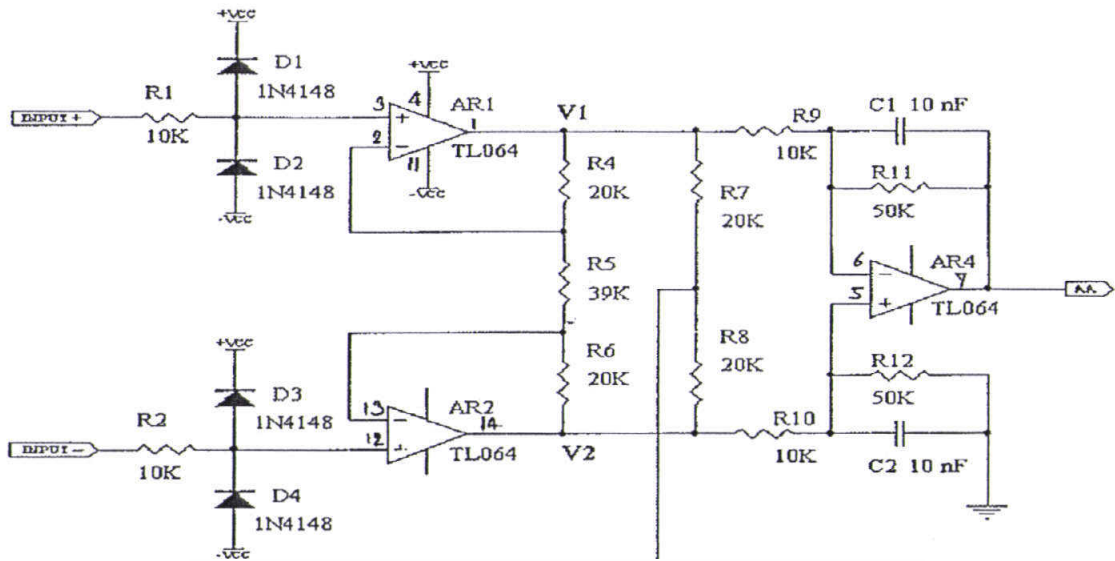 +vcc
D1
1N4148
R1
10K
INPUT+
D2
1N4148
-vcc
+vcc
3
4
2
11
1
AR1
TL064
-vcc
V1
R4
20K
R5
39K
R6
20K
V2
R7
20K
R8
20K
R9
10K
C1 10 nF
R11
50K
6
5
AR4
TL064
R12
50K
R10
10K
C2 10 nF
+vcc
D3
1N4148
R2
10K
INPUT-
D4
1N4148
-vcc
13
12
14
AR2
TL064